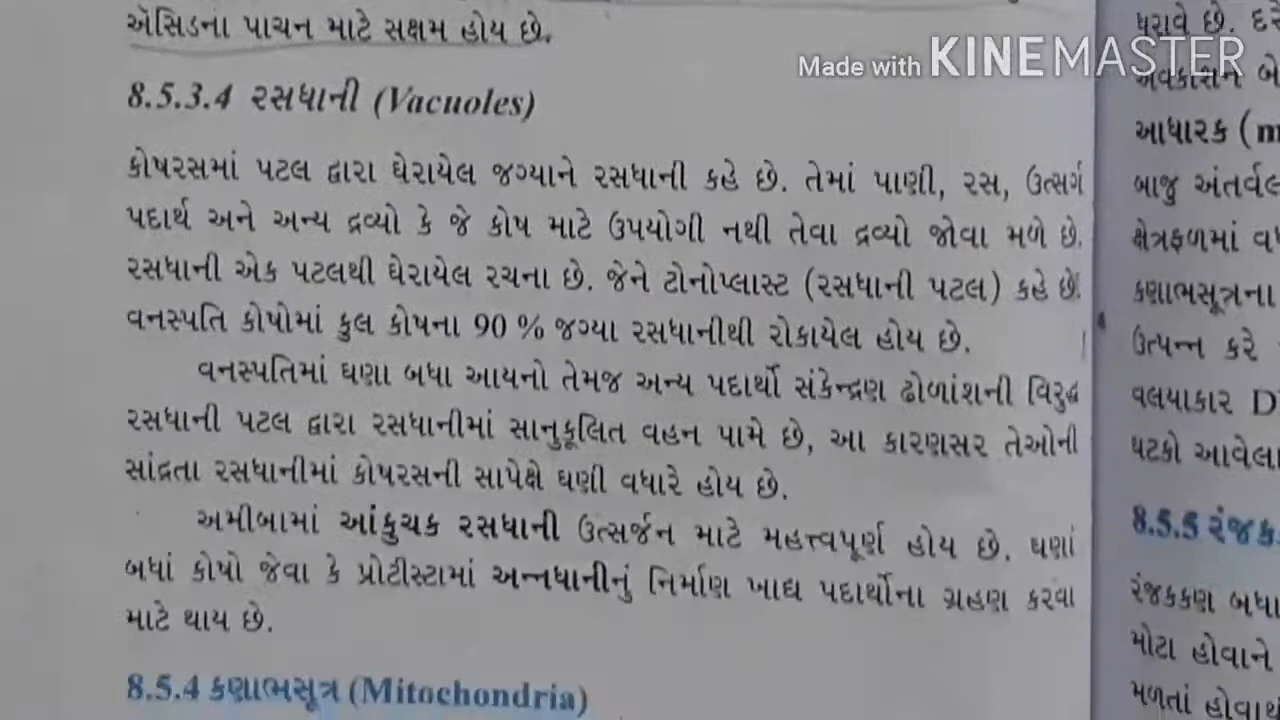 ઍસિડના પાચન માટે સક્ષમ હોય છે.
Made with KINEMASTER
8.5.3.4 રસધાની (Vacuoles)
કોષરસમાં પટલ દ્વારા ઘેરાયેલ જગ્યાને રસધાની કહે છે. તેમાં પાણી, રસ, ઉત્સર્ગ
પદાર્થ અને અન્ય દ્રવ્યો કે જે કોષ માટે ઉપયોગી નથી તેવા દ્રવ્યો જોવા મળે છે.
રસધાની એક પટલથી ઘેરાયેલ રચના છે. જેને ટોનોપ્લાસ્ટ (રસધાની પટલ) કહે છે.
વનસ્પતિ કોષોમાં કુલ કોષના 90 % જગ્યા રસધાનીથી રોકાયેલ હોય છે.
વનસ્પતિમાં ઘણા બધા આયનો તેમજ અન્ય પદાર્થો સંકેન્દ્રણ ઢોળાંશની વિરુદ્ધ
રસધાની પટલ દ્વારા રસધાનીમાં સાનુકૂલિત વહન પામે છે, આ કારણસર તેઓની
સાંદ્રતા રસધાનીમાં કોષરસની સાપેક્ષે ઘણી વધારે હોય છે.
અમીબામાં આંકુચક રસધાની ઉત્સર્જન માટે મહત્ત્વપૂર્ણ હોય છે. ઘણાં
બધાં કોષો જેવા કે પ્રોટીસ્ટામાં અન્નધાનીનું નિર્માણ ખાદ્ય પદાર્થોના ગ્રહણ કરવા
માટે થાય છે.
8.5.4 કણાભસૂત્ર (Mitochondria)
ધરાવે છે.
આધારક
બાજુ
ક્ષેત્રફળમાં
કણાભસૂત્રના
ઉત્પન્ન કરે
વલયાકાર
ઘટકો
8.5.5
રંજકકણ બધા
મોટા હોવાને
મળતાં